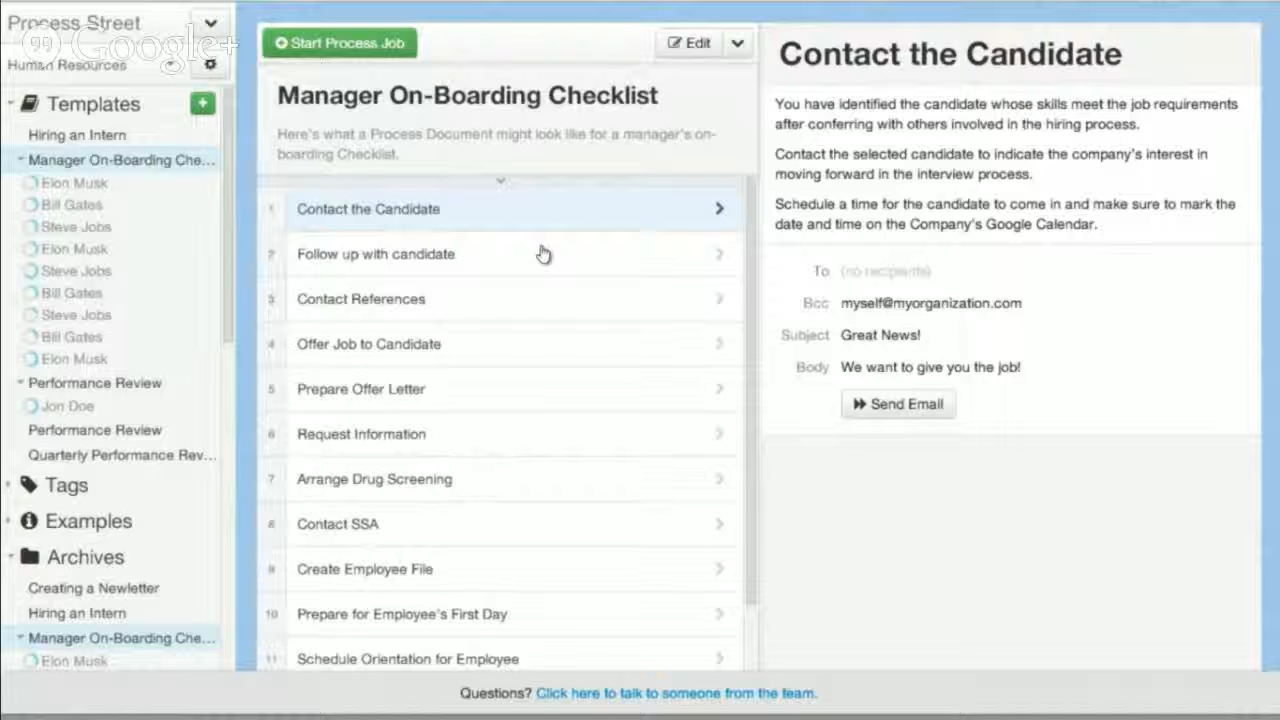 Process Street
Google+
Human Resources
Templates
Hiring an Intern
Manager On-Boarding Che...
Elon Musk
Bill Gates
Steve Jobs
Elon Musk
Steve Jobs
Bill Gates
Steve Jobs
Bill Gates
Elon Musk
Performance Review
Jon Doe
Performance Review
Quarterly Performance Rev...
Tags
Examples
Archives
Creating a Newletter
Hiring an Intern
Manager On-Boarding Che...
Elon Musk
Start Process Job
Edit
Manager On-Boarding Checklist
Here's what a Process Document might look like for a manager's on-
boarding Checklist.
1 Contact the Candidate
2 Follow up with candidate
3 Contact References
4 Offer Job to Candidate
5 Prepare Offer Letter
6 Request Information
7 Arrange Drug Screening
8 Contact SSA
9 Create Employee File
10 Prepare for Employee's First Day
11 Schedule Orientation for Employee
Contact the Candidate
You have identified the candidate whose skills meet the job requirements
after conferring with others involved in the hiring process.
Contact the selected candidate to indicate the company's interest in
moving forward in the interview process.
Schedule a time for the candidate to come in and make sure to mark the
date and time on the Company's Google Calendar.
To (no recipients)
Bcc myself@myorganization.com
Subject Great News!
Body We want to give you the job!
Send Email
Questions? Click here to talk to someone from the team.